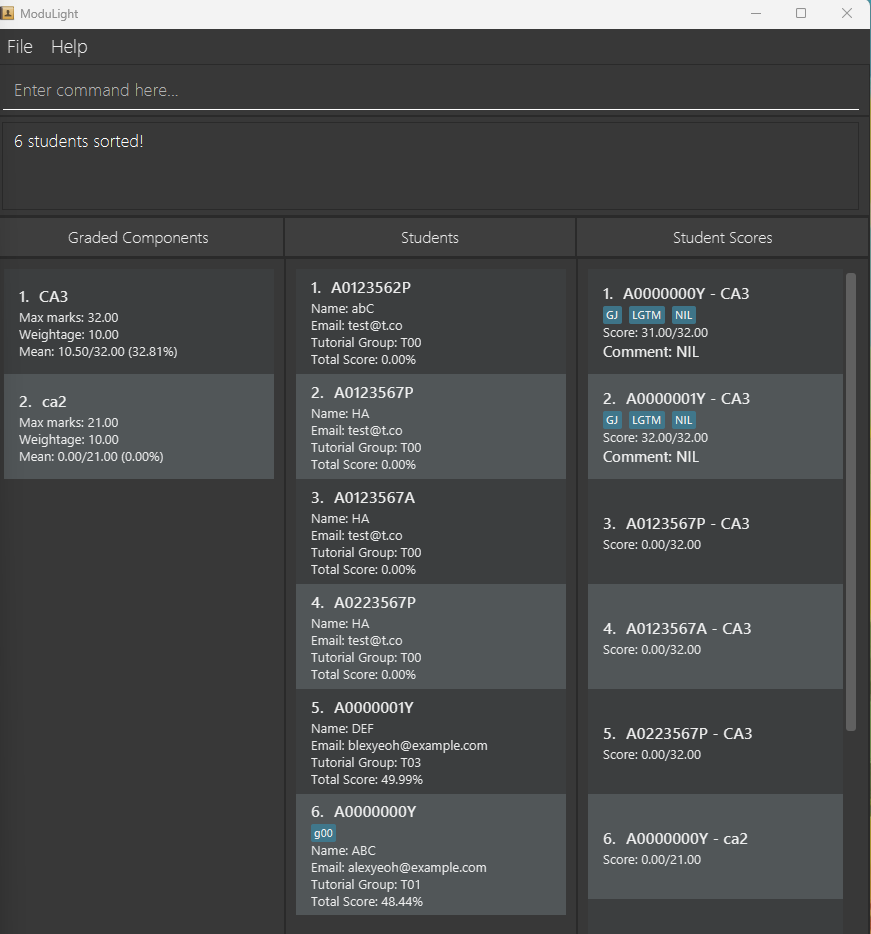 ModuLight
File Help
Enter command here...
6 students sorted!
Graded Components
Students
Student Scores
1. CA3
Max marks: 32.00
Weightage: 10.00
Mean: 10.50/32.00 (32.81%)
2. ca2
Max marks: 21.00
Weightage: 10.00
Mean: 0.00/21.00 (0.00%)
1. A0123562P
Name: abC
Email: test@t.co
Tutorial Group: T00
Total Score: 0.00%
2. A0123567P
Name: HA
Email: test@t.co
Tutorial Group: T00
Total Score: 0.00%
3. A0123567A
Name: HA
Email: test@t.co
Tutorial Group: T00
Total Score: 0.00%
4. A0223567P
Name: HA
Email: test@t.co
Tutorial Group: T00
Total Score: 0.00%
5. A0000001Y
Name: DEF
Email: blexyeoh@example.com
Tutorial Group: T03
Total Score: 49.99%
6. A0000000Y
g00
Name: ABC
Email: alexyeoh@example.com
Tutorial Group: T01
Total Score: 48.44%
1. A0000000Y - CA3
GJ LGTM NIL
Score: 31.00/32.00
Comment: NIL
2. A0000001Y - CA3
GJ LGTM NIL
Score: 32.00/32.00
Comment: NIL
3. A0123567P - CA3
Score: 0.00/32.00
4. A0123567A - CA3
Score: 0.00/32.00
5. A0223567P - CA3
Score: 0.00/32.00
6. A0000000Y - ca2
Score: 0.00/21.00